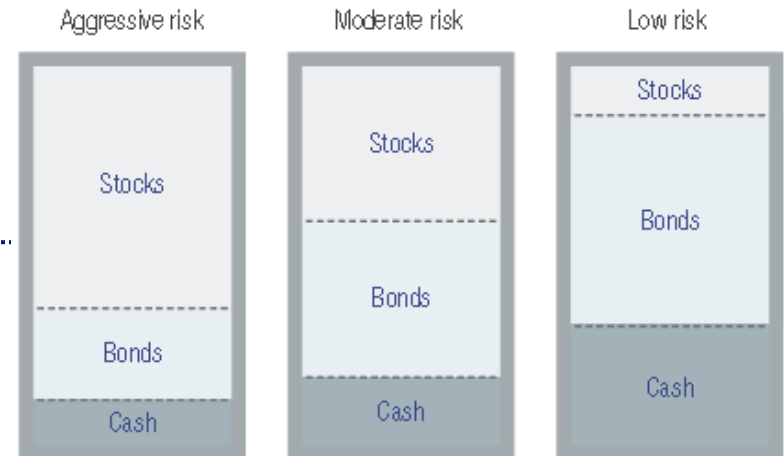 Aggressive risk
Moderate risk
Low risk
Stocks
Bonds
Cash
Stocks
Bonds
Cash
Stocks
Bonds
Cash